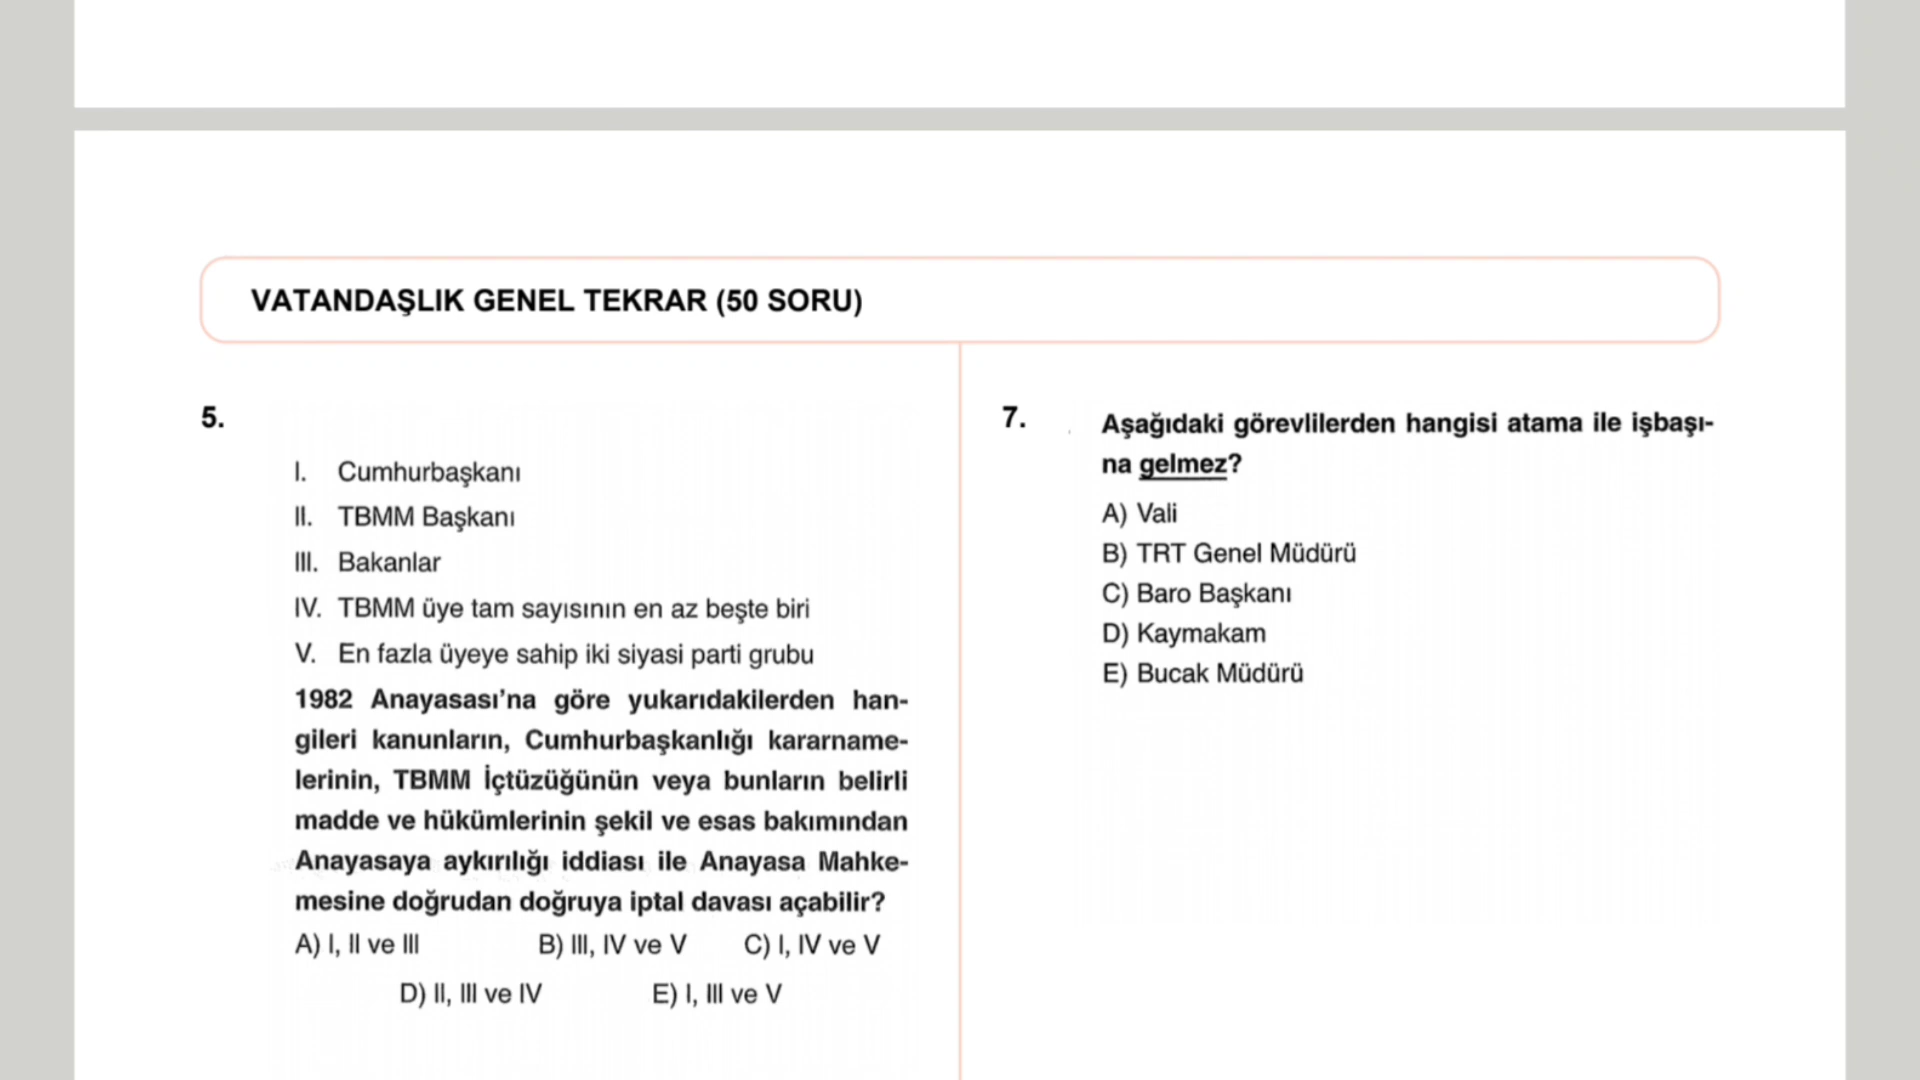 VATANDAŞLIK GENEL TEKRAR (50 SORU)
5.
I. Cumhurbaşkanı
II. TBMM Başkanı
III. Bakanlar
IV. TBMM üye tam sayısının en az beşte biri
V. En fazla üyeye sahip iki siyasi parti grubu
1982 Anayasası’na göre yukarıdakilerden han-
gileri kanunların, Cumhurbaşkanlığı kararname-
lerinin, TBMM İçtüzüğünün veya bunların belirli
madde ve hükümlerinin şekil ve esas bakımından
Anayasaya aykırılığı iddiası ile Anayasa Mahke-
mesine doğrudan doğruya iptal davası açabilir?
A) I, II ve III B) III, IV ve V C) I, IV ve V
D) II, III ve IV E) I, III ve V
7. Aşağıdaki görevlilerden hangisi atama ile işbaşı-
na gelmez?
A) Vali
B) TRT Genel Müdürü
C) Baro Başkanı
D) Kaymakam
E) Bucak Müdürü